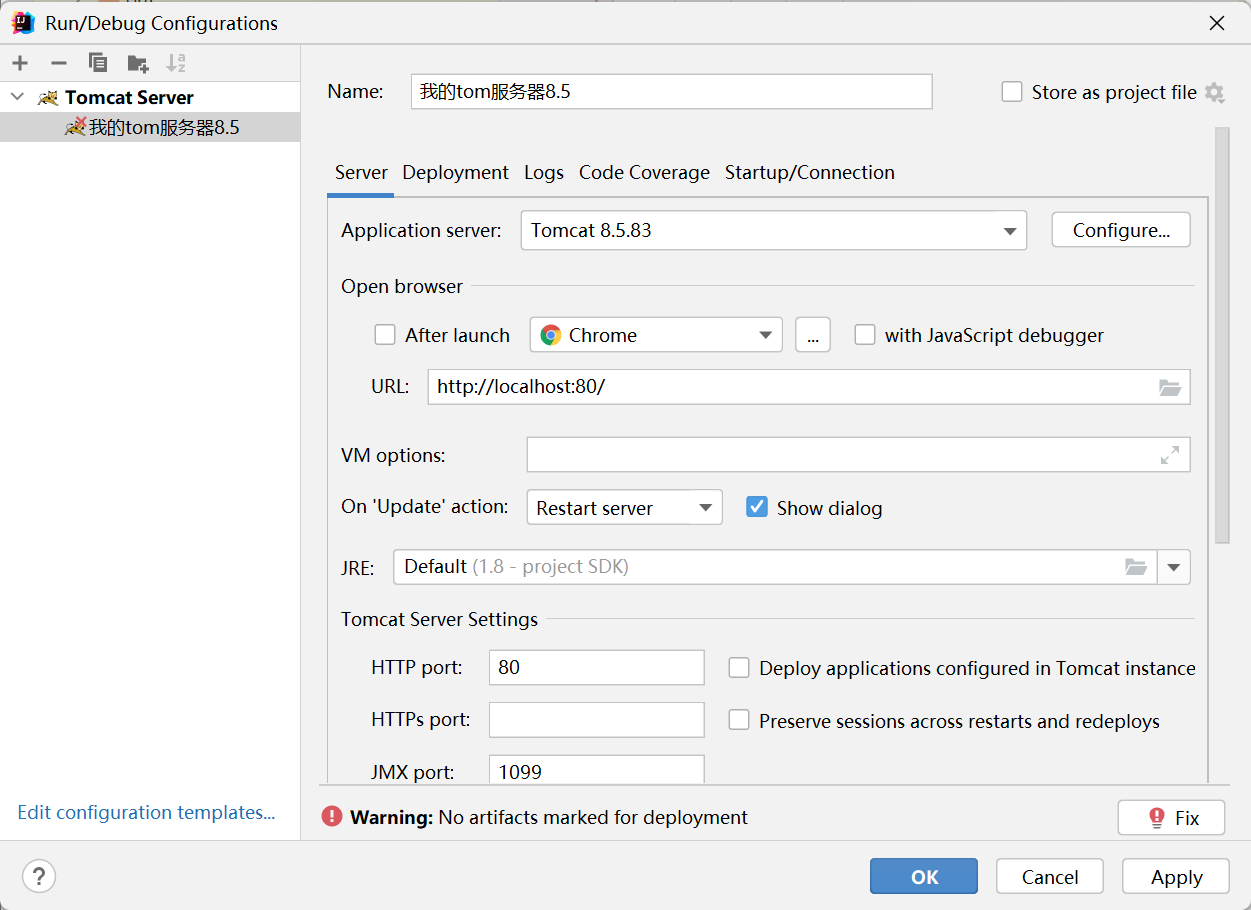 Run/Debug Configurations
Tomcat Server
我的tom服务器8.5
Edit configuration templates...
Name: 我的tom服务器8.5 Store as project file
Server Deployment Logs Code Coverage Startup/Connection
Application server: Tomcat 8.5.83 Configure...
Open browser
After launch Chrome ... with JavaScript debugger
URL: http://localhost:80/
VM options:
On 'Update' action: Restart server Show dialog
JRE: Default (1.8 - project SDK)
Tomcat Server Settings
HTTP port: 80 Deploy applications configured in Tomcat instance
HTTPs port: Preserve sessions across restarts and redeploys
JMX port: 1099
Warning: No artifacts marked for deployment Fix
? OK Cancel Apply